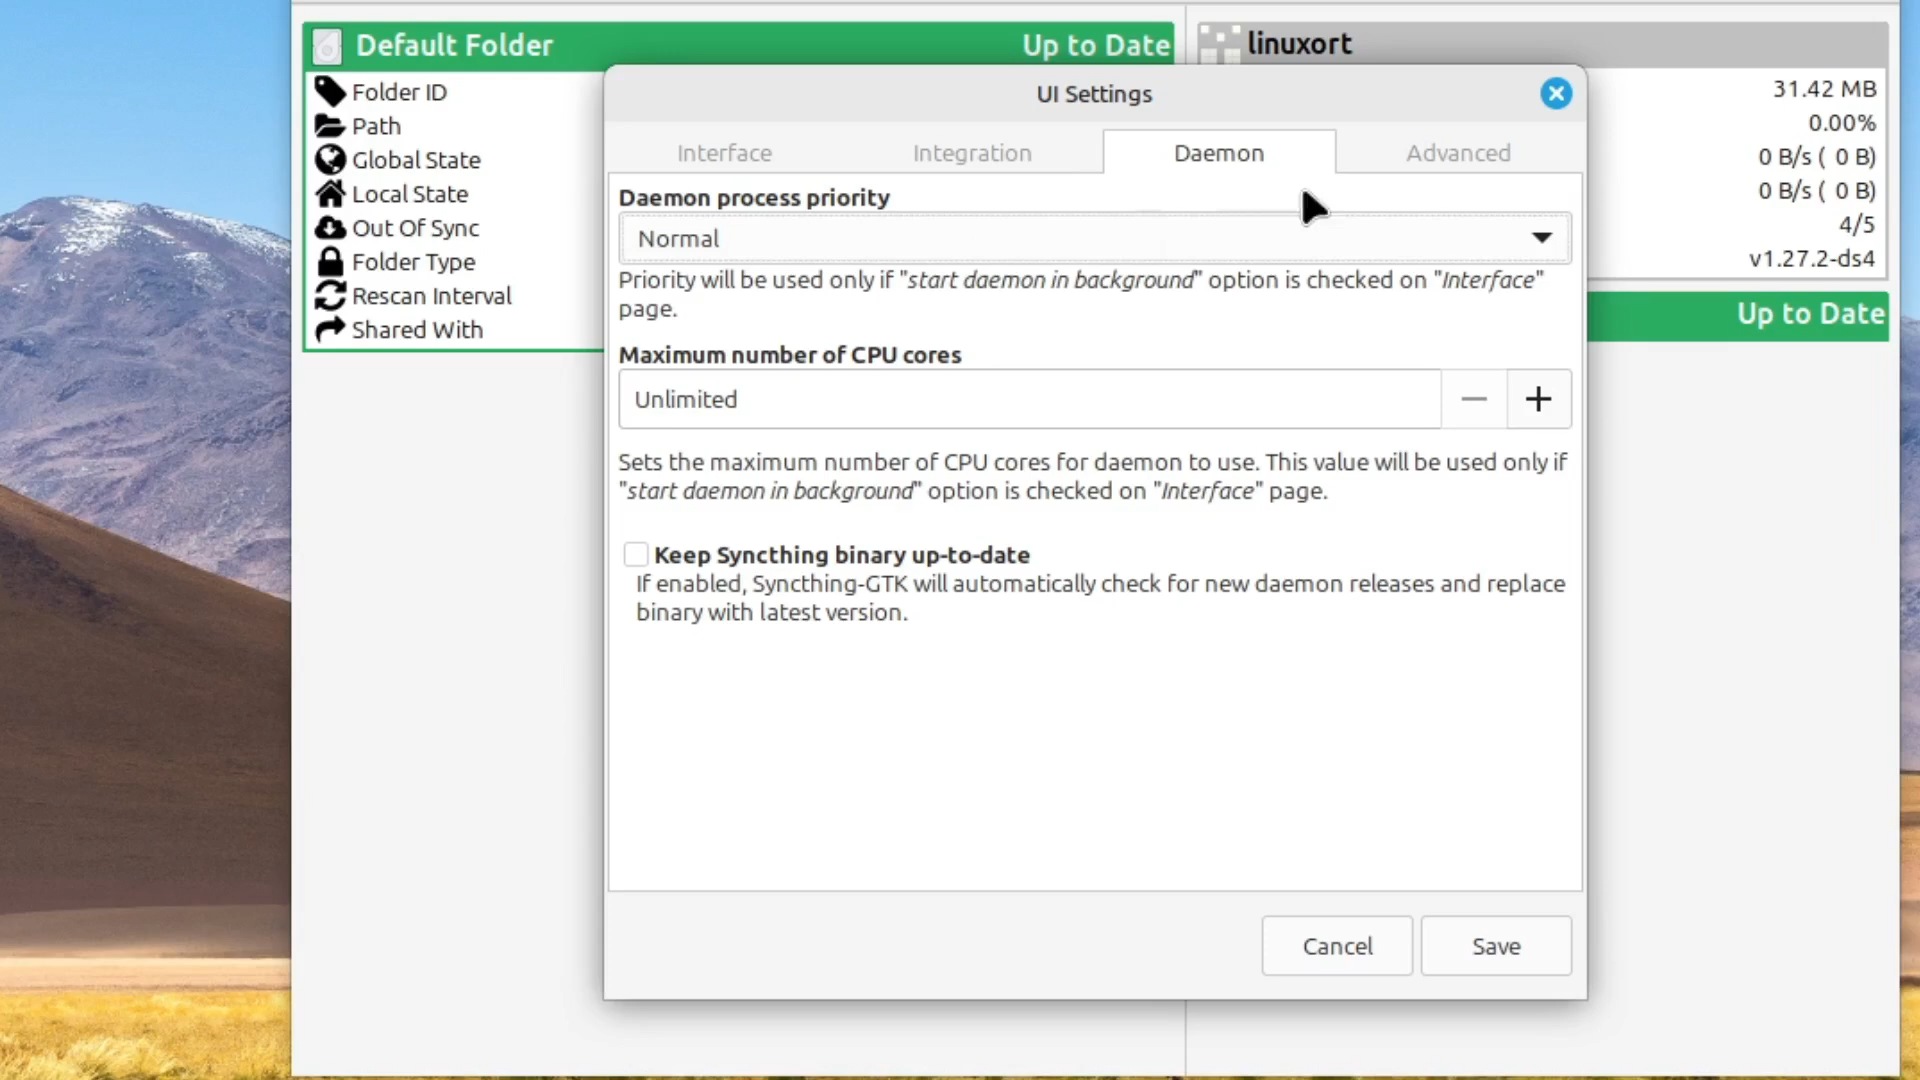 Default Folder Up to Date
linuxort
Folder ID
Path
Global State
Local State
Out Of Sync
Folder Type
Rescan Interval
Shared With
UI Settings
Interface Integration Daemon Advanced
Daemon process priority
Normal
Priority will be used only if "start daemon in background" option is checked on "Interface"
page.
Maximum number of CPU cores
Unlimited
Sets the maximum number of CPU cores for daemon to use. This value will be used only if
"start daemon in background" option is checked on "Interface" page.
Keep Syncthing binary up-to-date
If enabled, Syncthing-GTK will automatically check for new daemon releases and replace
binary with latest version.
Cancel Save
31.42 MB
0.00%
0 B/s ( 0 B)
0 B/s ( 0 B)
4/5
v1.27.2-ds4
Up to Date